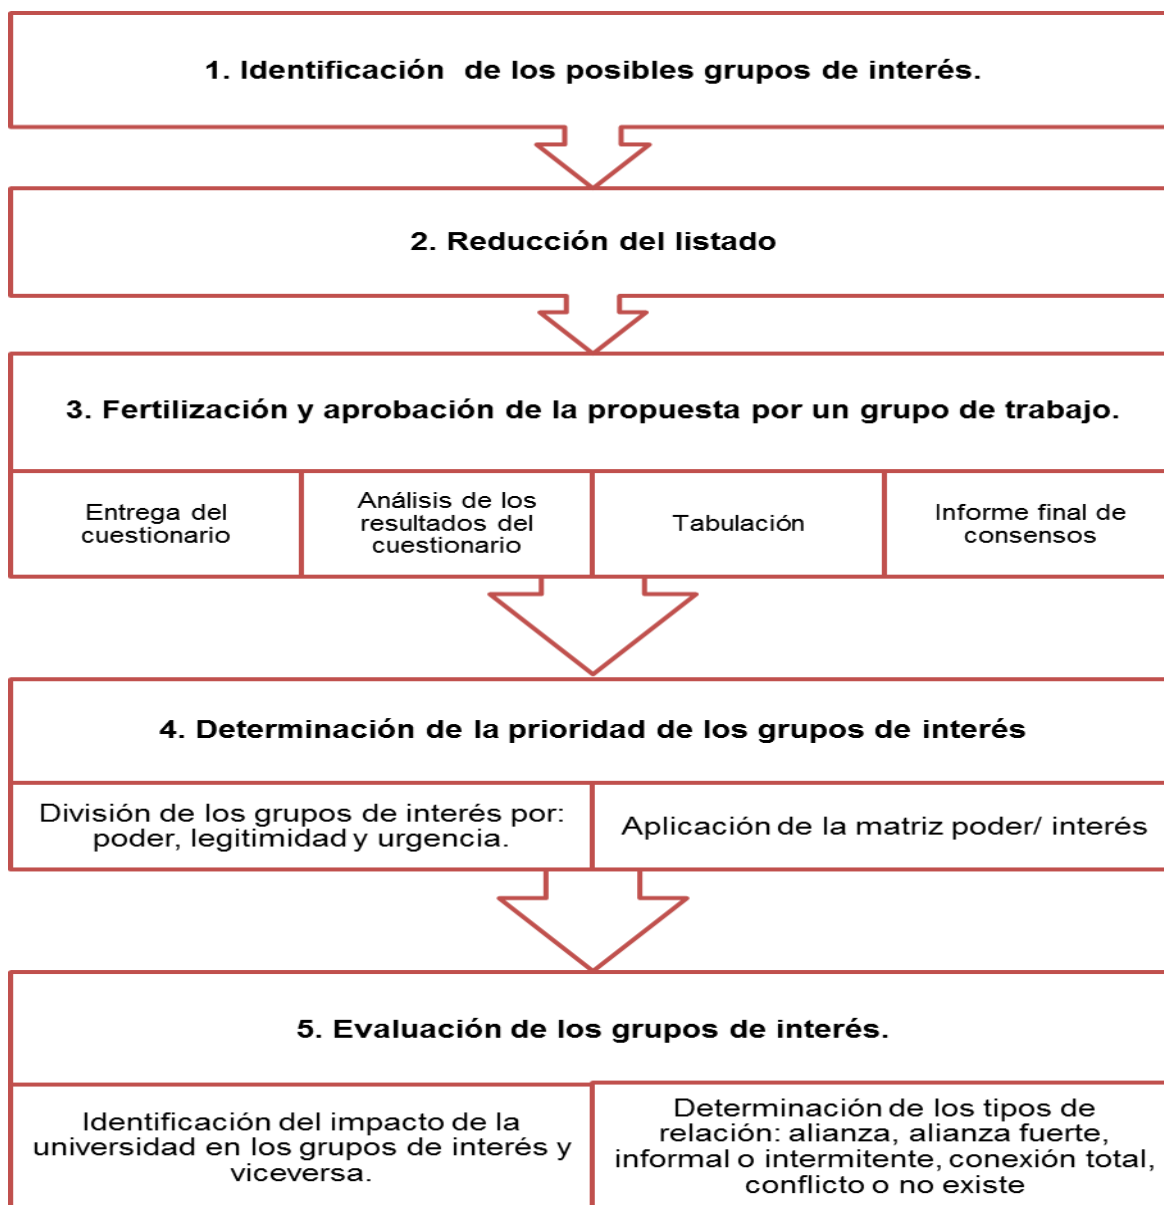 1. Identificación de los posibles grupos de interés.
2. Reducción del listado
3. Fertilización y aprobación de la propuesta por un grupo de trabajo.
Entrega del
cuestionario
Análisis de los
resultados del
cuestionario
Tabulación
Informe final de
consensos
4. Determinación de la prioridad de los grupos de interés
División de los grupos de interés por:
poder, legitimidad y urgencia.
Aplicación de la matriz poder/ interés
5. Evaluación de los grupos de interés.
Identificación del impacto de la
universidad en los grupos de interés y
viceversa.
Determinación de los tipos de
relación: alianza, alianza fuerte,
informal o intermitente, conexión total,
conflicto o no existe